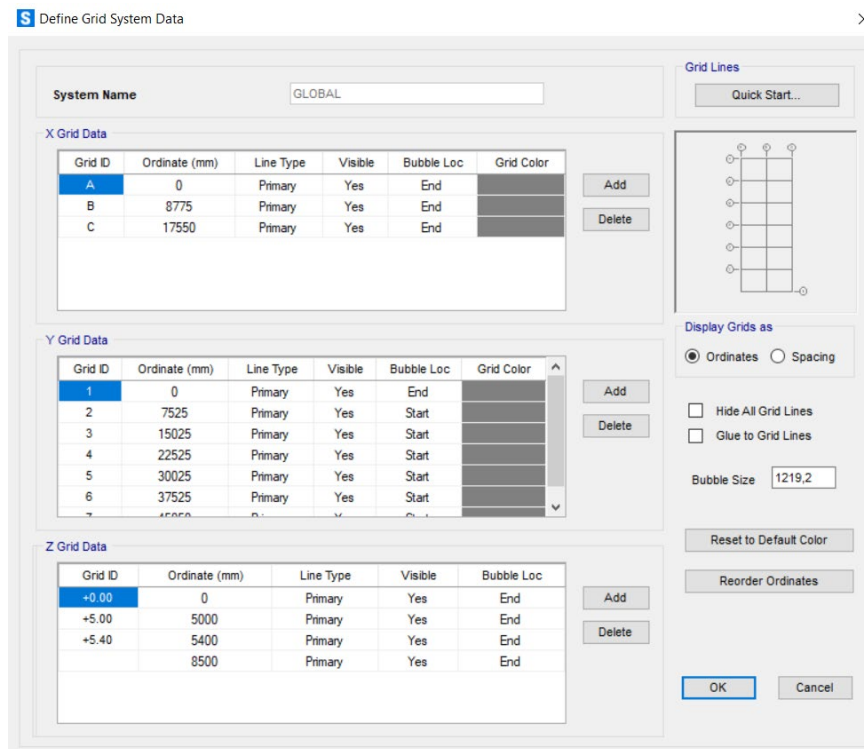 S Define Grid System Data
System Name GLOBAL
X Grid Data
Grid ID Ordinate (mm) Line Type Visible Bubble Loc Grid Color
A 0 Primary Yes End
B 8775 Primary Yes End
C 17550 Primary Yes End
Add
Delete
Y Grid Data
Grid ID Ordinate (mm) Line Type Visible Bubble Loc Grid Color
1 0 Primary Yes End
2 7525 Primary Yes Start
3 15025 Primary Yes Start
4 22525 Primary Yes Start
5 30025 Primary Yes Start
6 37525 Primary Yes Start
Add
Delete
Z Grid Data
Grid ID Ordinate (mm) Line Type Visible Bubble Loc
+0.00 0 Primary Yes End
+5.00 5000 Primary Yes End
+5.40 5400 Primary Yes End
8500 Primary Yes End
Add
Delete
Grid Lines
Quick Start...
Display Grids as
Ordinates Spacing
Hide All Grid Lines
Glue to Grid Lines
Bubble Size 1219,2
Reset to Default Color
Reorder Ordinates
OK Cancel